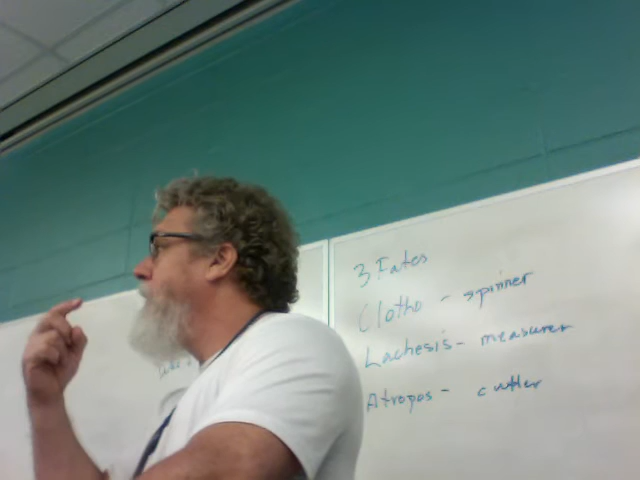 3 Fates
Clotho - spinner
Lachesis - measurer
Atropos - cutter